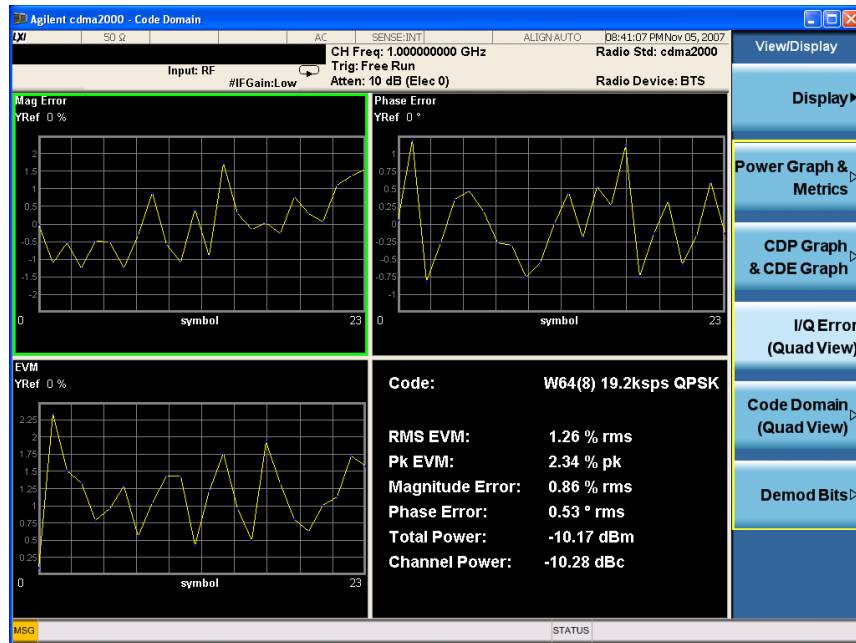 Agilent cdma2000 - Code Domain
LXI 50 Ω AC SENSE:INT ALIGN AUTO 08:41:07 PM Nov 05, 2007
CH Freq: 1.000000000 GHz Radio Std: cdma2000
Input: RF Trig: Free Run
#IFGain:Low Atten: 10 dB (Elec 0) Radio Device: BTS
Mag Error
YRef 0 %
2
1.5
1
0.5
0
-0.5
-1
-1.5
-2
0 symbol 23
Phase Error
YRef 0 °
1
0.75
0.5
0.25
0
-0.25
-0.5
-0.75
-1
0 symbol 23
EVM
YRef 0 %
2.25
2
1.75
1.5
1.25
1
0.75
0.5
0.25
0 symbol 23
Code: W64(8) 19.2ksps QPSK
RMS EVM: 1.26 % rms
Pk EVM: 2.34 % pk
Magnitude Error: 0.86 % rms
Phase Error: 0.53 ° rms
Total Power: -10.17 dBm
Channel Power: -10.28 dBc
View/Display
Display
Power Graph &
Metrics
CDP Graph
& CDE Graph
I/Q Error
(Quad View)
Code Domain
(Quad View)
Demod Bits
MSG STATUS